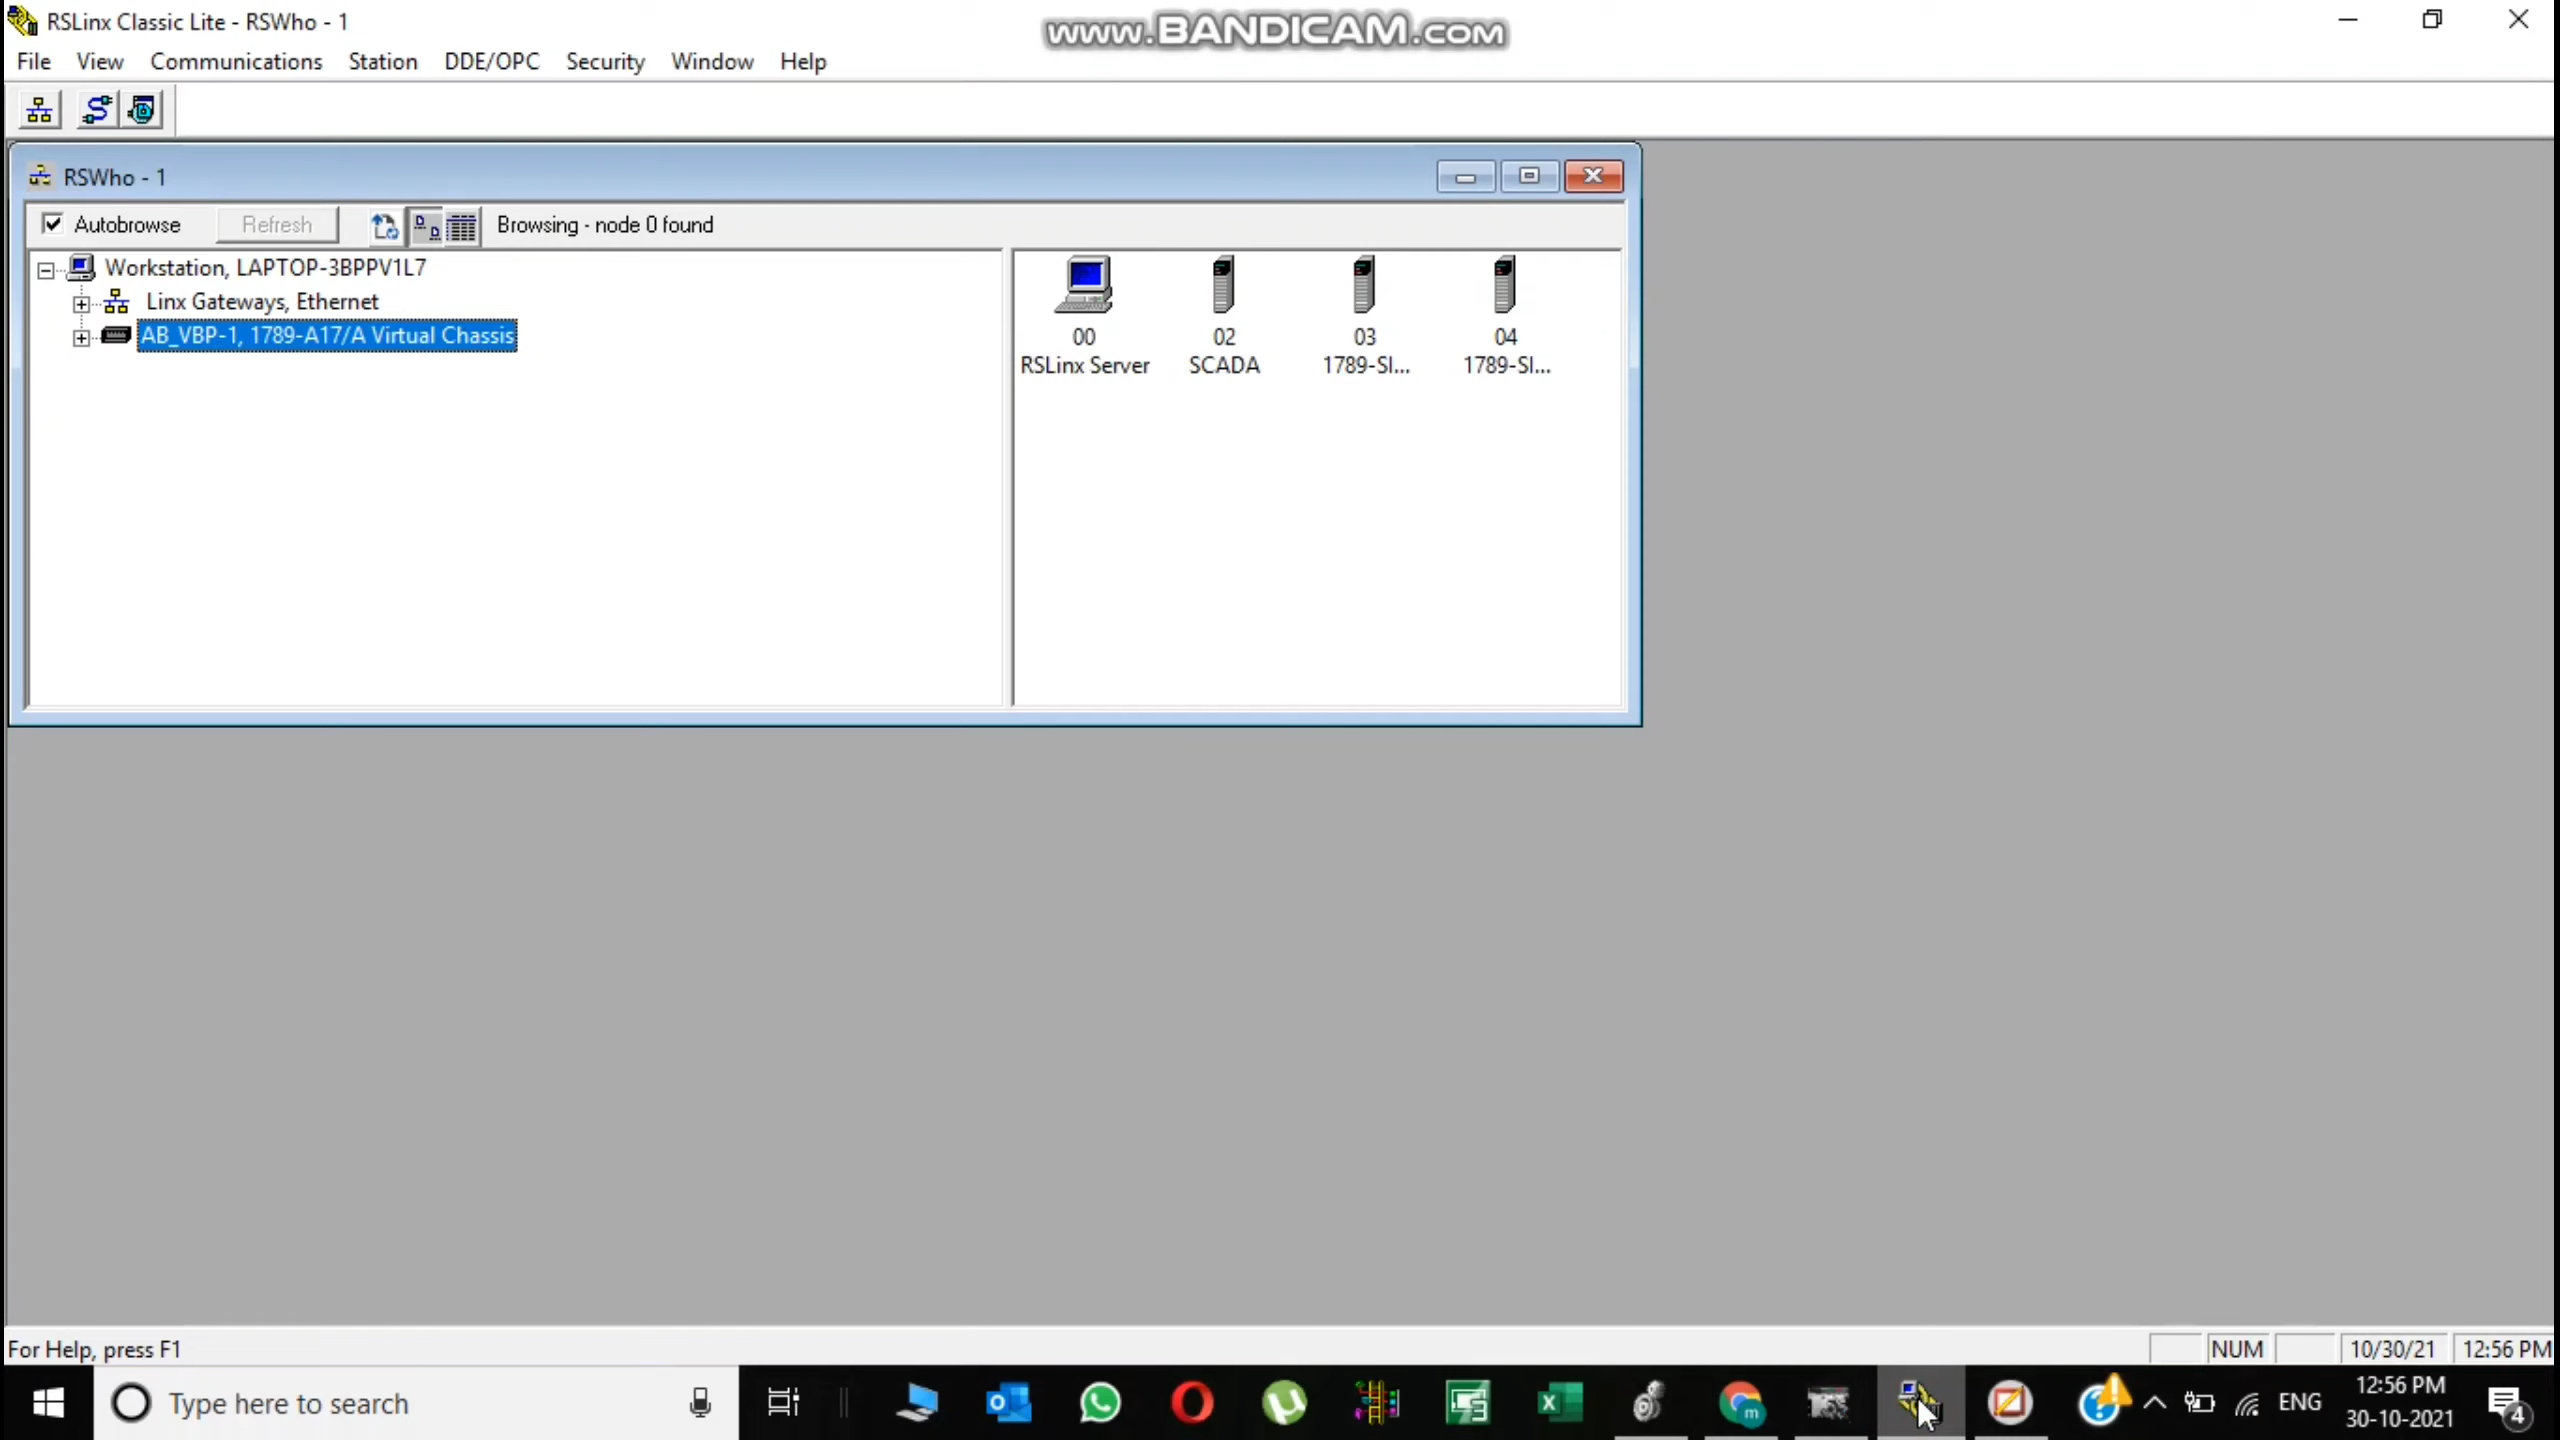 RSLinx Classic Lite - RSWho - 1
www.BANDICAM.com
File View Communications Station DDE/OPC Security Window Help
RSWho - 1
Autobrowse Refresh Browsing - node 0 found
Workstation, LAPTOP-3BPPV1L7
Linx Gateways, Ethernet
AB_VBP-1, 1789-A17/A Virtual Chassis
00 02 03 04
RSLinx Server SCADA 1789-SI... 1789-SI...
For Help, press F1
NUM 10/30/21 12:56 PM
Type here to search
ENG
12:56 PM
30-10-2021
4